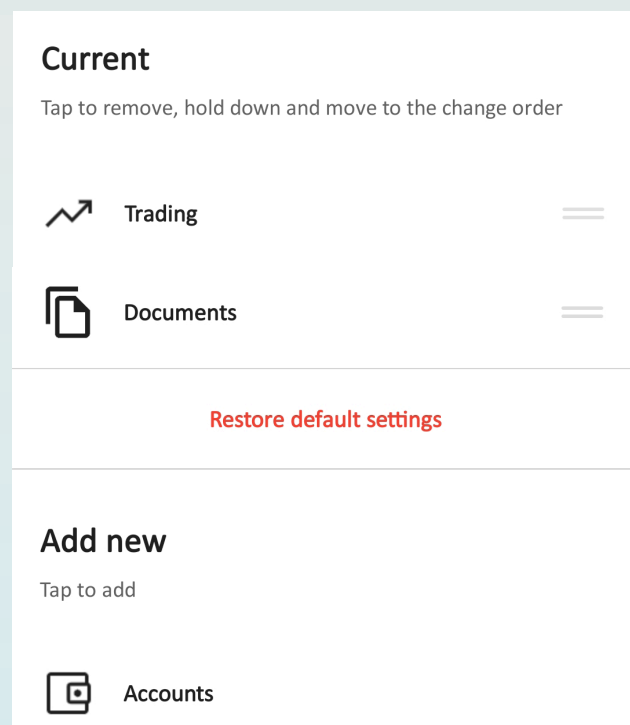 Current
Tap to remove, hold down and move to the change order
Trading
Documents
Restore default settings
Add new
Tap to add
Accounts